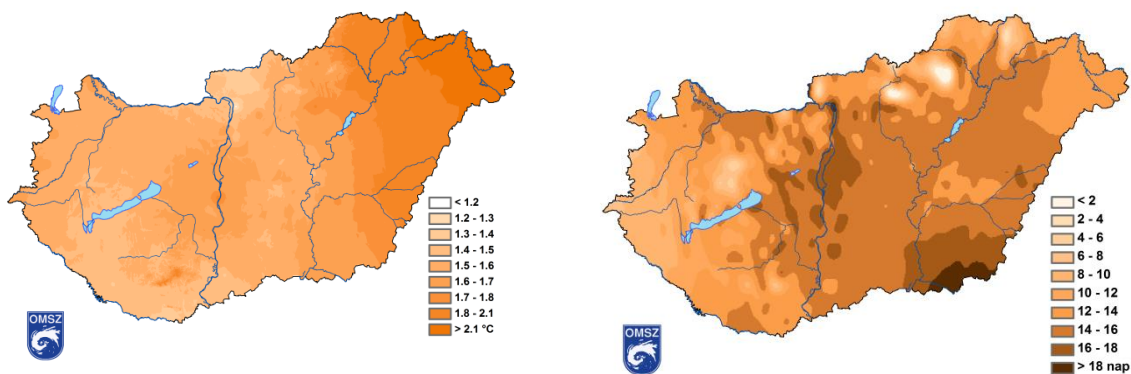 < 1.2
1.2 - 1.3
1.3 - 1.4
1.4 - 1.5
1.5 - 1.6
1.6 - 1.7
1.7 - 1.8
1.8 - 2.1
> 2.1 °C
OMSZ
< 2
2 - 4
4 - 6
6 - 8
8 - 10
10 - 12
12 - 14
14 - 16
16 - 18
> 18 nap
OMSZ